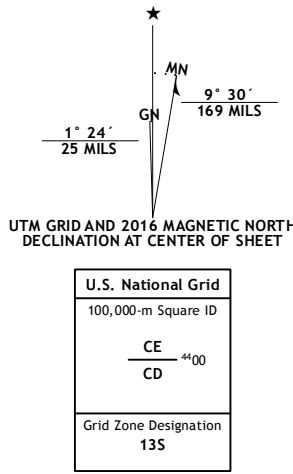 ★
MN
GN
9° 30´
169 MILS
1° 24´
25 MILS
UTM GRID AND 2016 MAGNETIC NORTH
DECLINATION AT CENTER OF SHEET
U.S. National Grid
100,000-m Square ID
CE
⁴⁴00
CD
Grid Zone Designation
13S